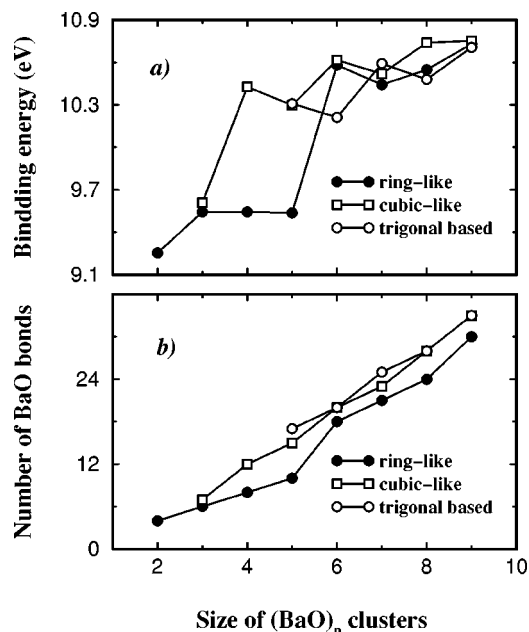 10.9
10.3
9.7
9.1
Bindding energy (eV)
a)
ring-like
cubic-like
trigonal based
24
12
0
Number of BaO bonds
b)
ring-like
cubic-like
trigonal based
2 4 6 8 10
Size of (BaO)n clusters